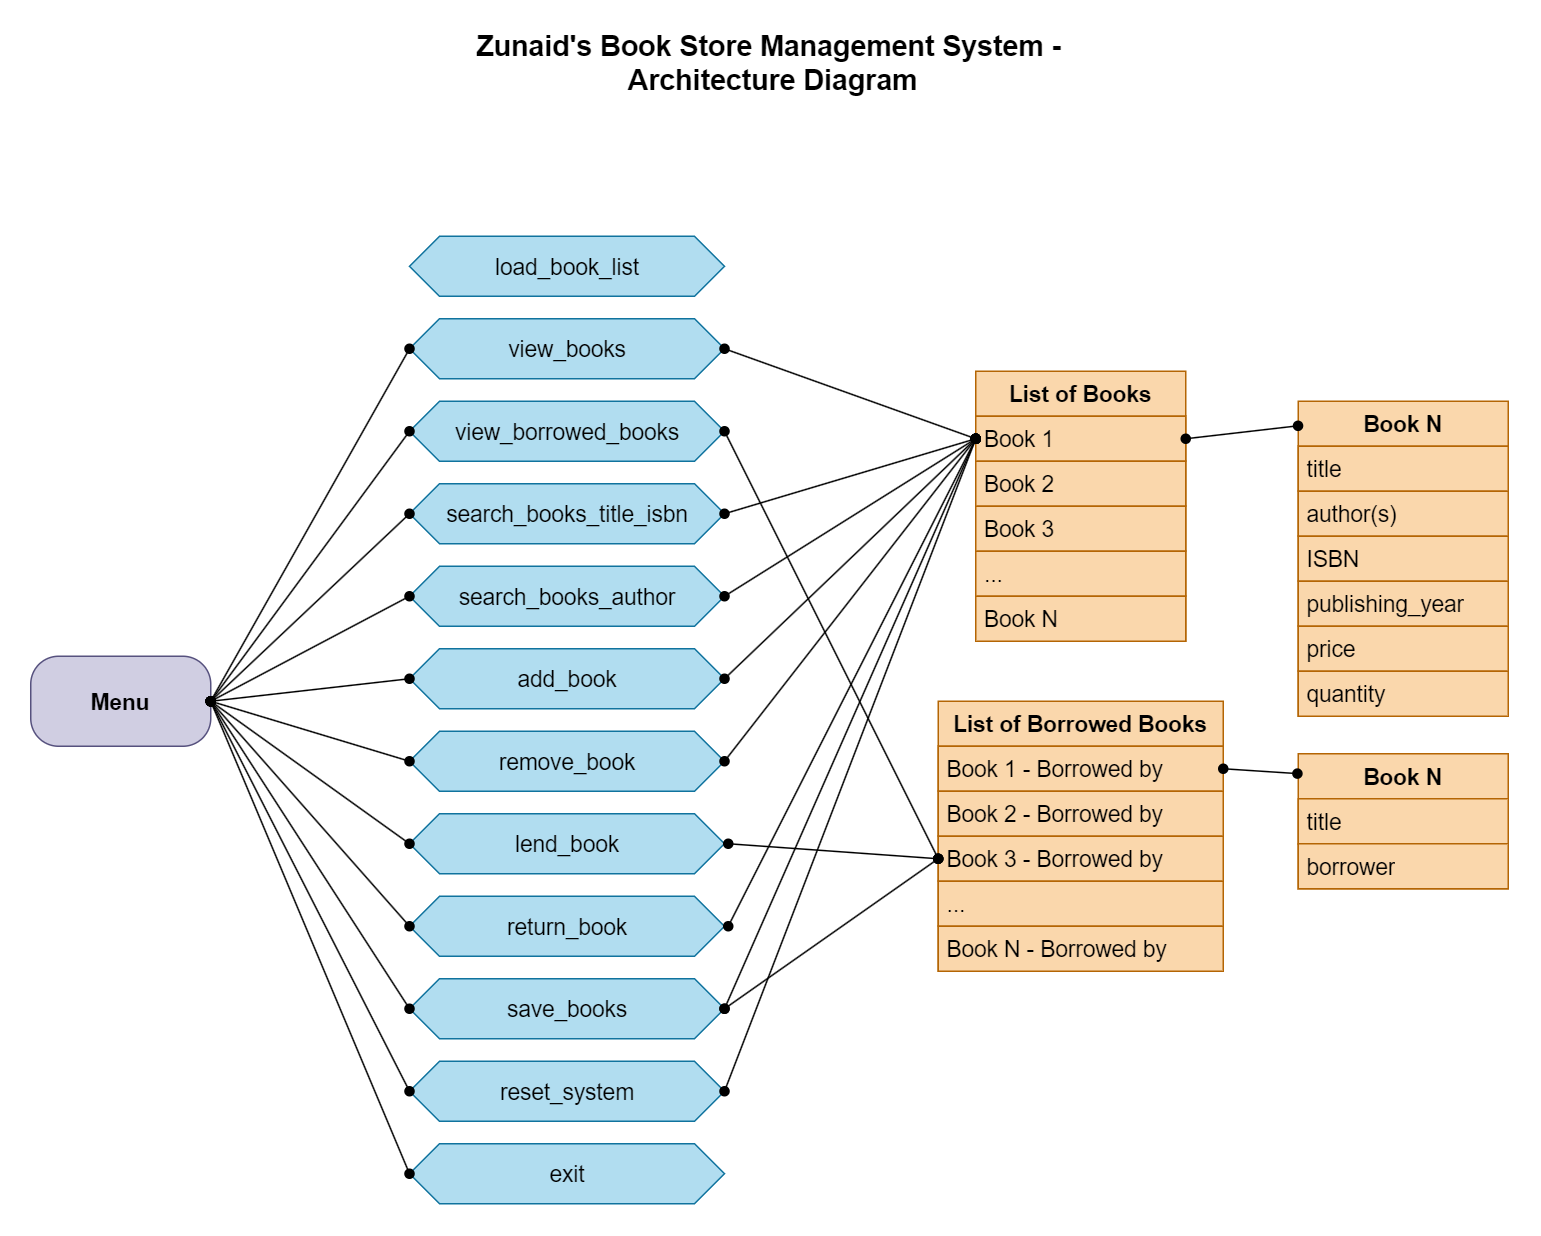 Zunaid's Book Store Management System -
Architecture Diagram
load_book_list
view_books
view_borrowed_books
search_books_title_isbn
search_books_author
add_book
remove_book
lend_book
return_book
save_books
reset_system
exit
Menu
List of Books
Book 1
Book 2
Book 3
...
Book N
Book N
title
author(s)
ISBN
publishing_year
price
quantity
List of Borrowed Books
Book 1 - Borrowed by
Book 2 - Borrowed by
Book 3 - Borrowed by
...
Book N - Borrowed by
Book N
title
borrower